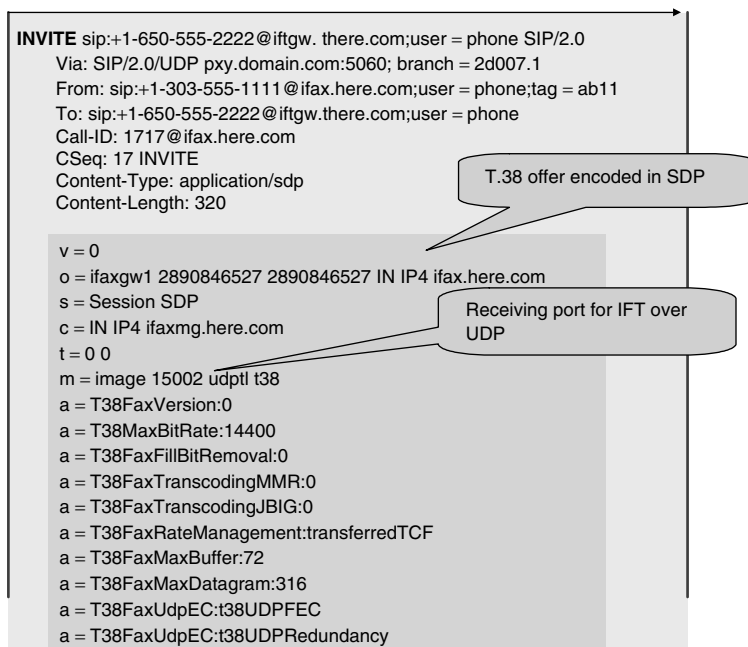 INVITE sip:+1-650-555-2222@iftgw. there.com;user = phone SIP/2.0
Via: SIP/2.0/UDP pxy.domain.com:5060; branch = 2d007.1
From: sip:+1-303-555-1111@ifax.here.com;user = phone;tag = ab11
To: sip:+1-650-555-2222@iftgw.there.com;user = phone
Call-ID: 1717@ifax.here.com
CSeq: 17 INVITE
Content-Type: application/sdp
Content-Length: 320
T.38 offer encoded in SDP
v = 0
o = ifaxgw1 2890846527 2890846527 IN IP4 ifax.here.com
s = Session SDP
c = IN IP4 ifaxmg.here.com
t = 0 0
Receiving port for IFT over
UDP
m = image 15002 udptl t38
a = T38FaxVersion:0
a = T38MaxBitRate:14400
a = T38FaxFillBitRemoval:0
a = T38FaxTranscodingMMR:0
a = T38FaxTranscodingJBIG:0
a = T38FaxRateManagement:transferredTCF
a = T38FaxMaxBuffer:72
a = T38FaxMaxDatagram:316
a = T38FaxUdpEC:t38UDPFEC
a = T38FaxUdpEC:t38UDPRedundancy